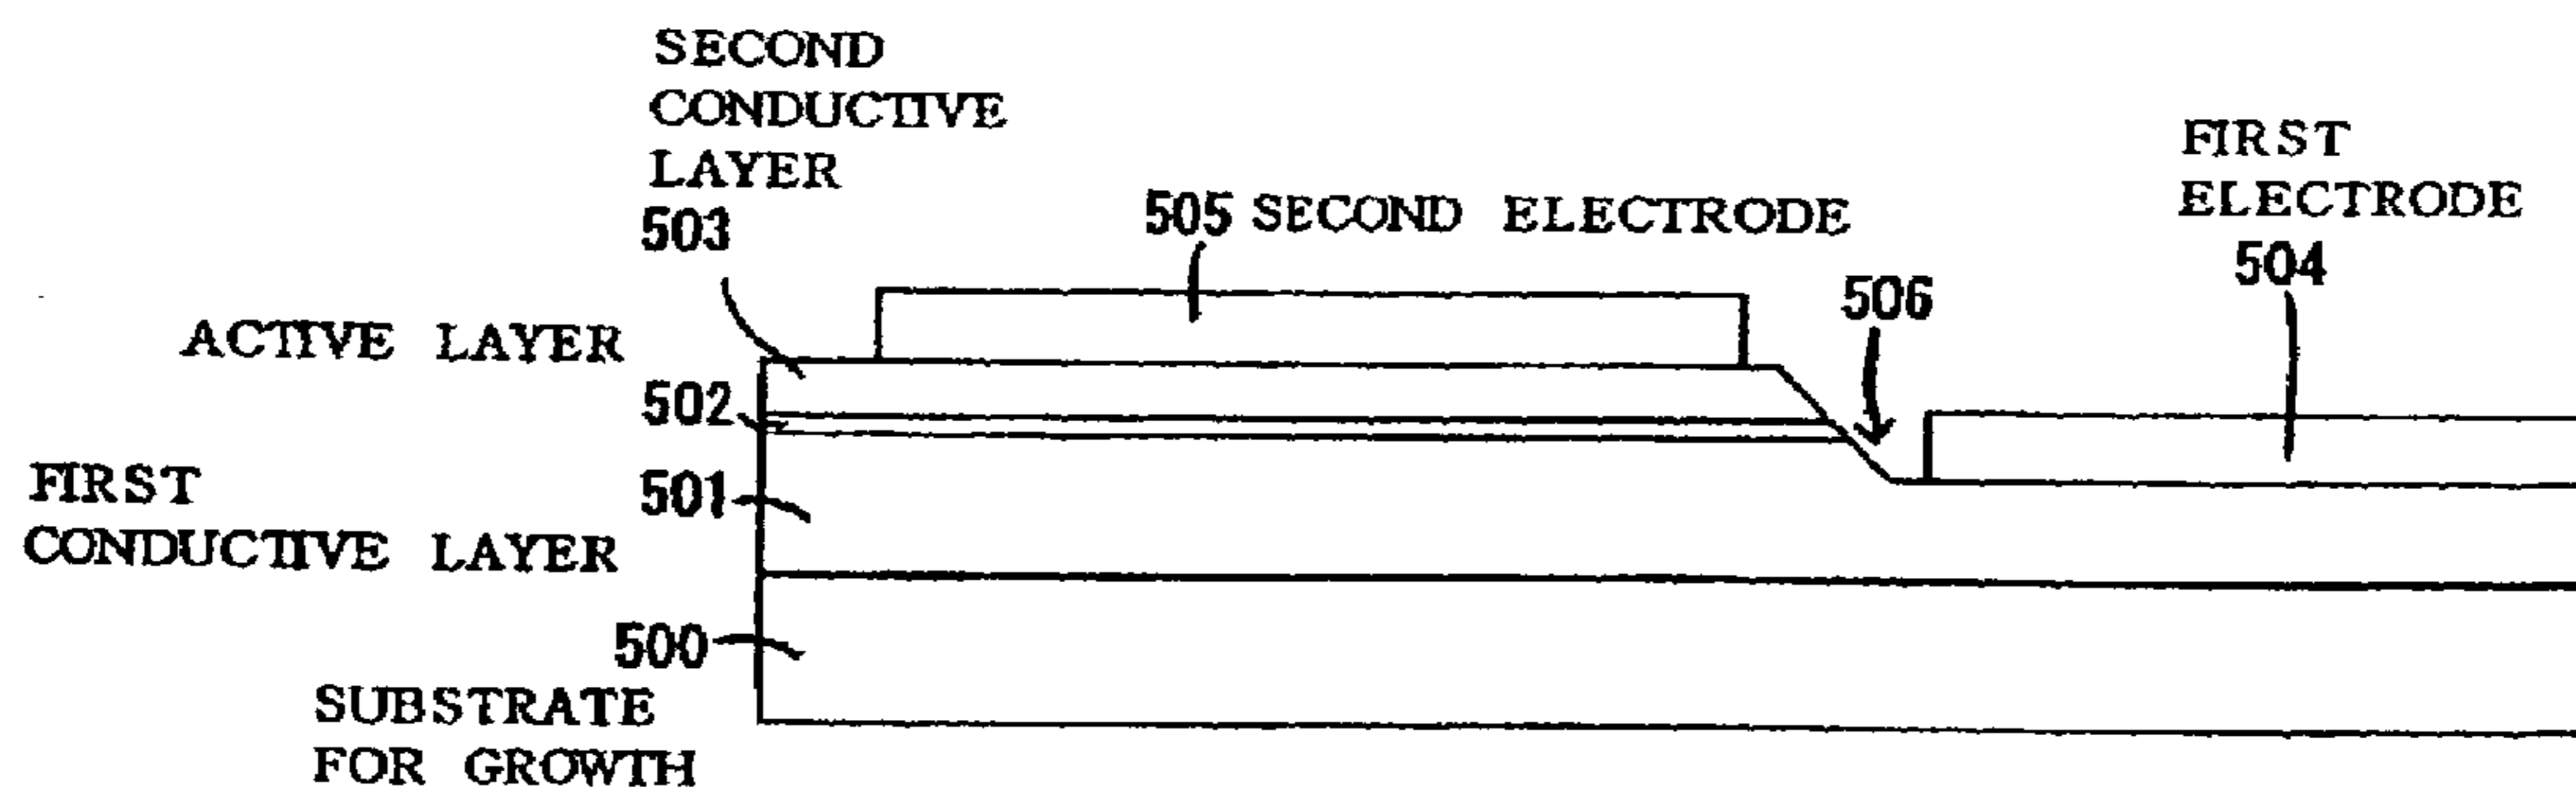 SECOND
CONDUCTIVE
LAYER
503
505 SECOND ELECTRODE
FIRST
ELECTRODE
504
506
ACTIVE LAYER
502
FIRST
CONDUCTIVE LAYER
501
500
SUBSTRATE
FOR GROWTH